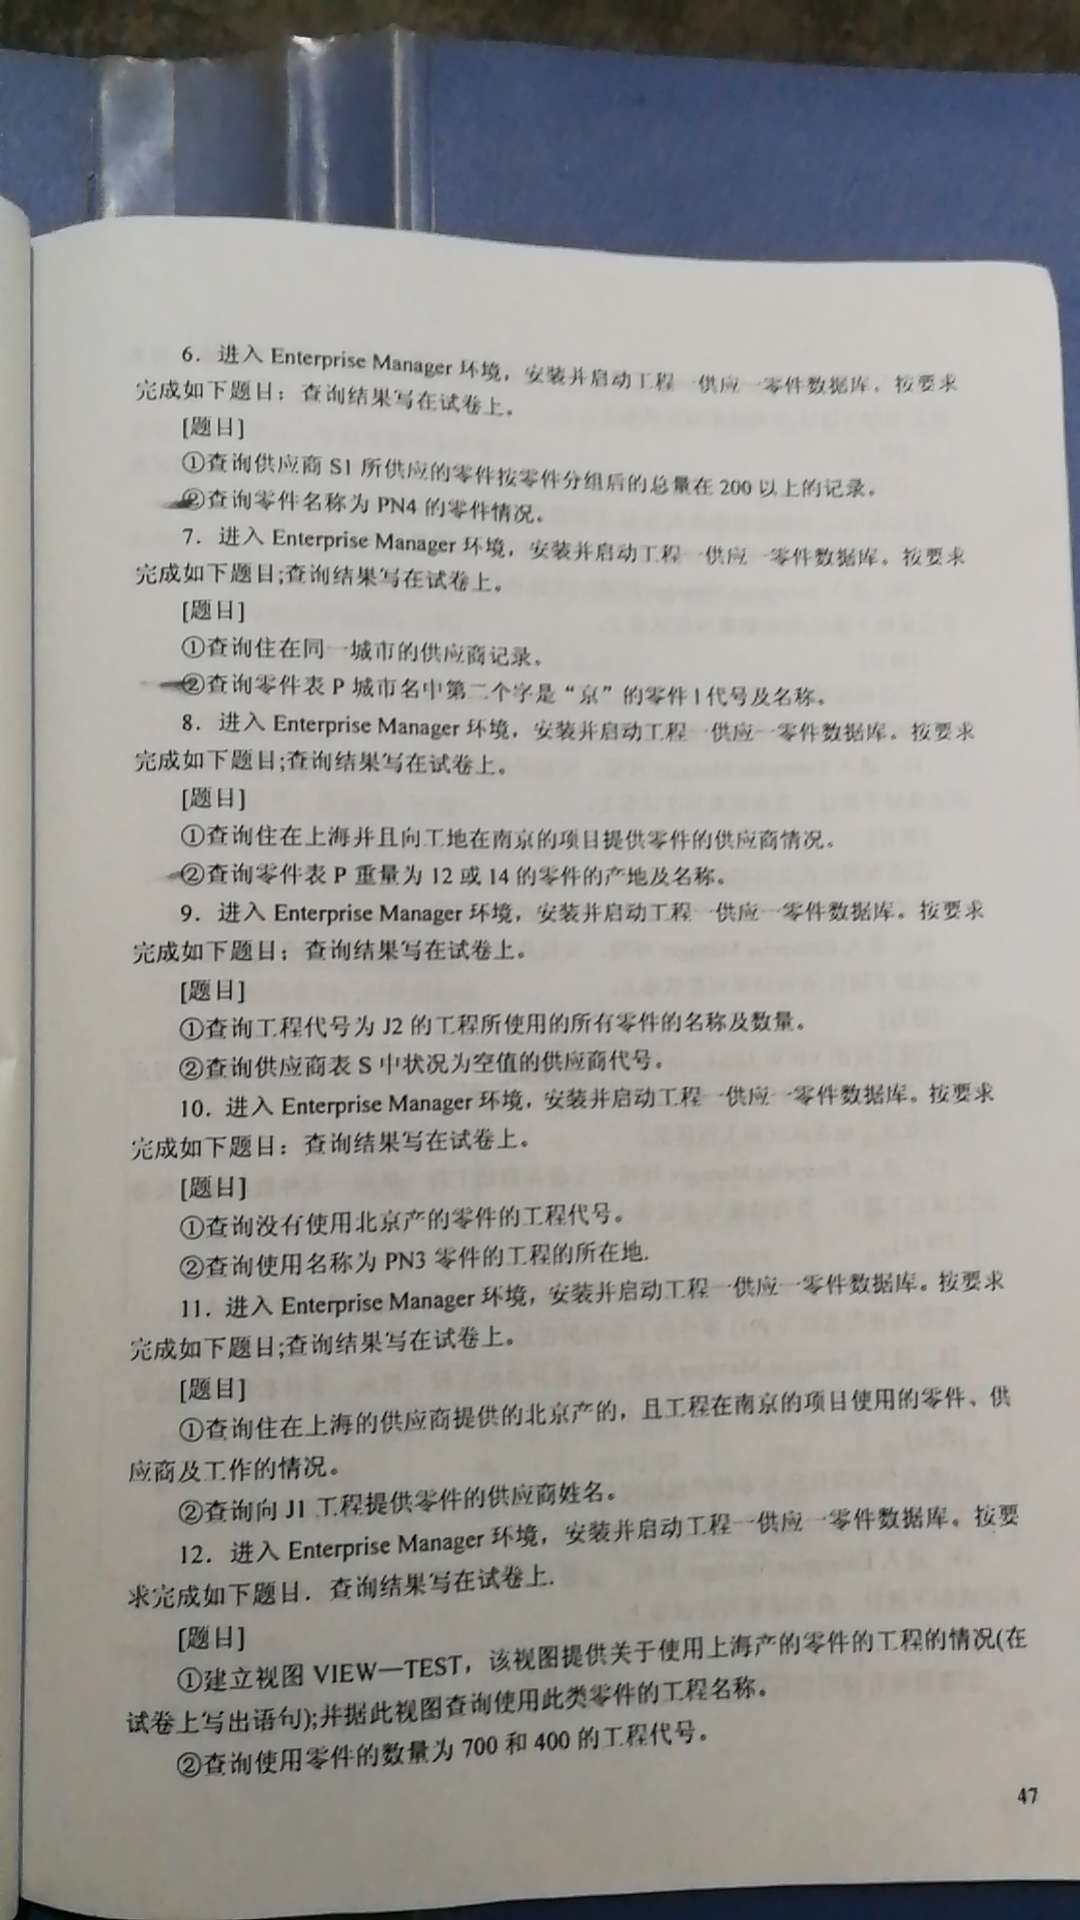 6．进入 Enterprise Manager 环境，安装并启动工程一供应一零件数据库。按要求
完成如下题目：查询结果写在试卷上。
[题目]
①查询供应商 S1 所供应的零件按零件分组后的总量在 200 以上的记录。
②查询零件名称为 PN4 的零件情况。
7．进入 Enterprise Manager 环境，安装并启动工程一供应一零件数据库。按要求
完成如下题目;查询结果写在试卷上。
[题目]
①查询住在同一城市的供应商记录。
②查询零件表 P 城市名中第二个字是“京”的零件 l 代号及名称。
8．进入 Enterprise Manager 环境，安装并启动工程一供应一零件数据库。按要求
完成如下题目;查询结果写在试卷上。
[题目]
①查询住在上海并且向工地在南京的项目提供零件的供应商情况。
②查询零件表 P 重量为 12 或 14 的零件的产地及名称。
9．进入 Enterprise Manager 环境，安装并启动工程一供应一零件数据库。按要求
完成如下题目：查询结果写在试卷上。
[题目]
①查询工程代号为 J2 的工程所使用的所有零件的名称及数量。
②查询供应商表 S 中状况为空值的供应商代号。
10．进入 Enterprise Manager 环境，安装并启动工程一供应一零件数据库。按要求
完成如下题目：查询结果写在试卷上。
[题目]
①查询没有使用北京产的零件的工程代号。
②查询使用名称为 PN3 零件的工程的所在地.
11．进入 Enterprise Manager 环境，安装并启动工程一供应一零件数据库。按要求
完成如下题目;查询结果写在试卷上。
[题目]
①查询住在上海的供应商提供的北京产的，且工程在南京的项目使用的零件、供
应商及工作的情况。
②查询向 J1 工程提供零件的供应商姓名。
12．进入 Enterprise Manager 环境，安装并启动工程一供应一零件数据库。按要
求完成如下题目．查询结果写在试卷上.
[题目]
①建立视图 VIEW—TEST，该视图提供关于使用上海产的零件的工程的情况(在
试卷上写出语句);并据此视图查询使用此类零件的工程名称。
②查询使用零件的数量为 700 和 400 的工程代号。
47